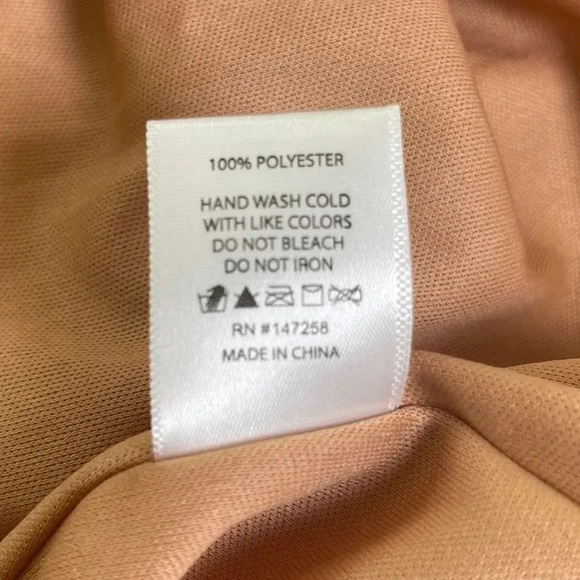 100% POLYESTER
HAND WASH COLD
WITH LIKE COLORS
DO NOT BLEACH
DO NOT IRON
RN #147258
MADE IN CHINA